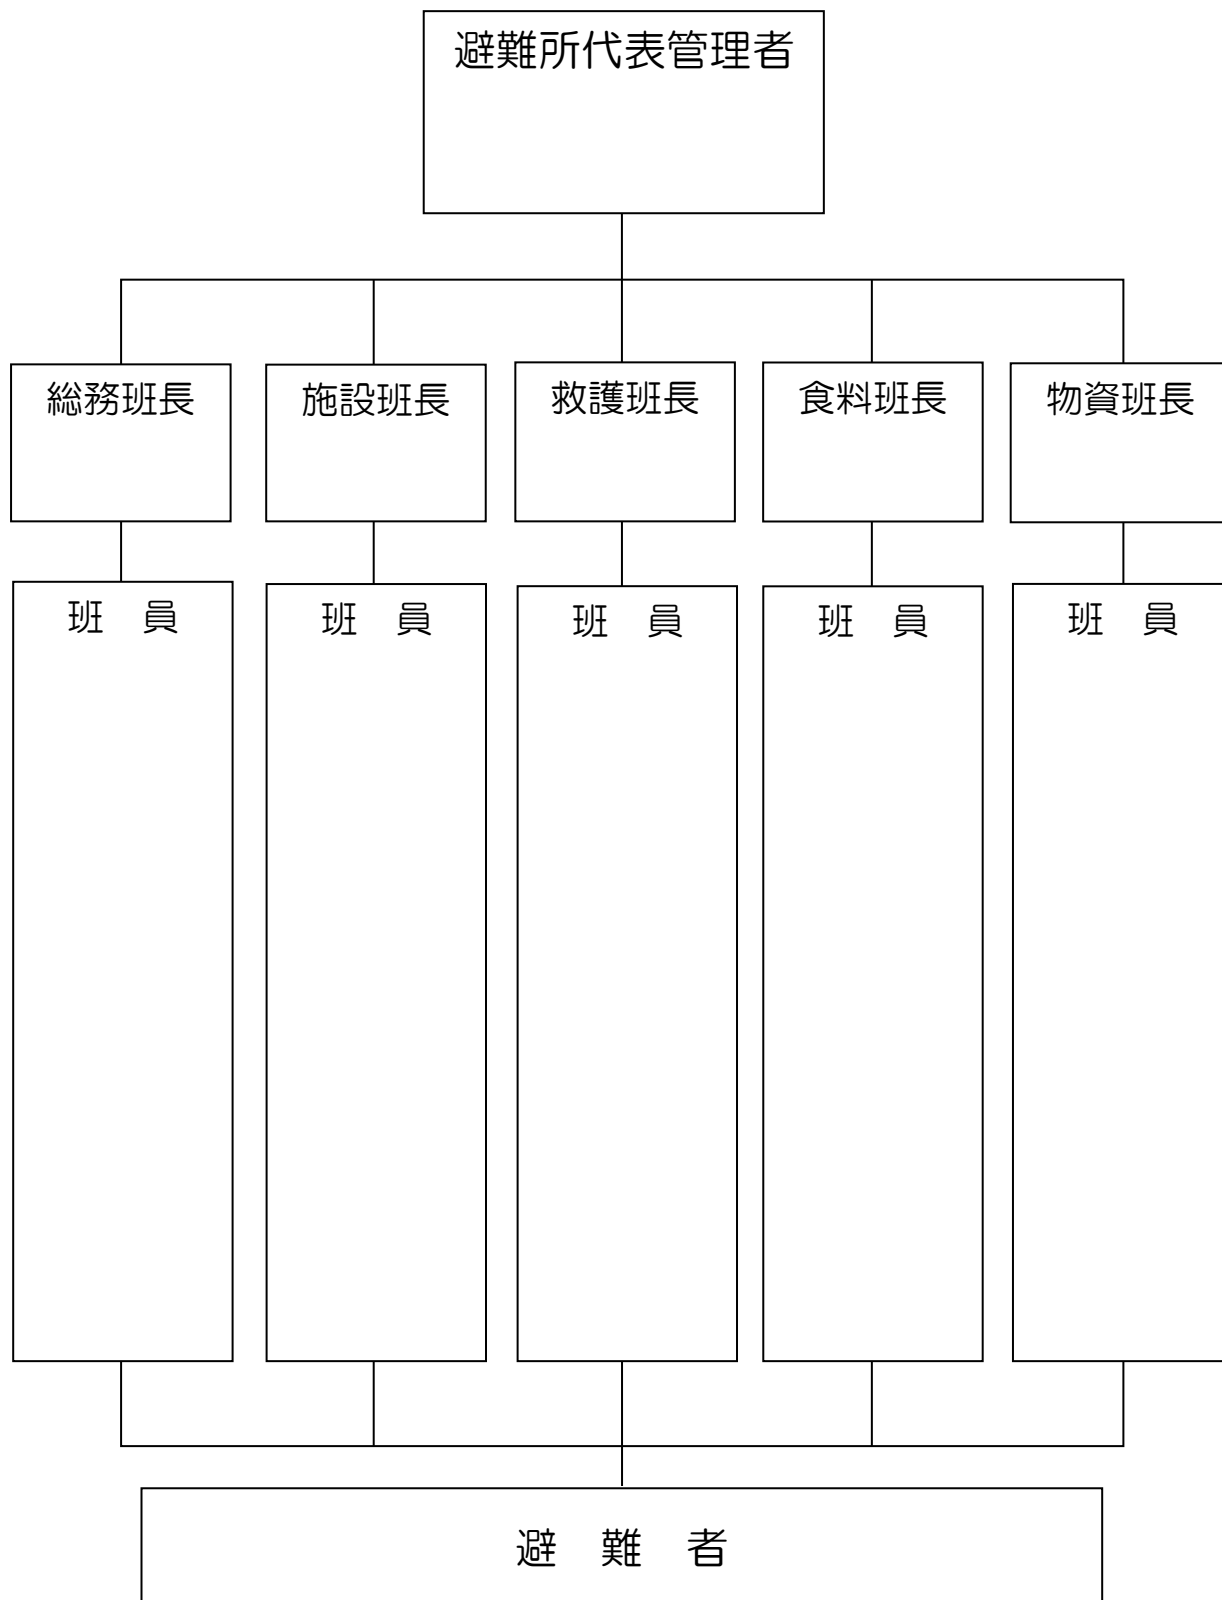 避難所代表管理者
総務班長
施設班長
救護班長
食料班長
物資班長
班　員
班　員
班　員
班　員
班　員
避　難　者